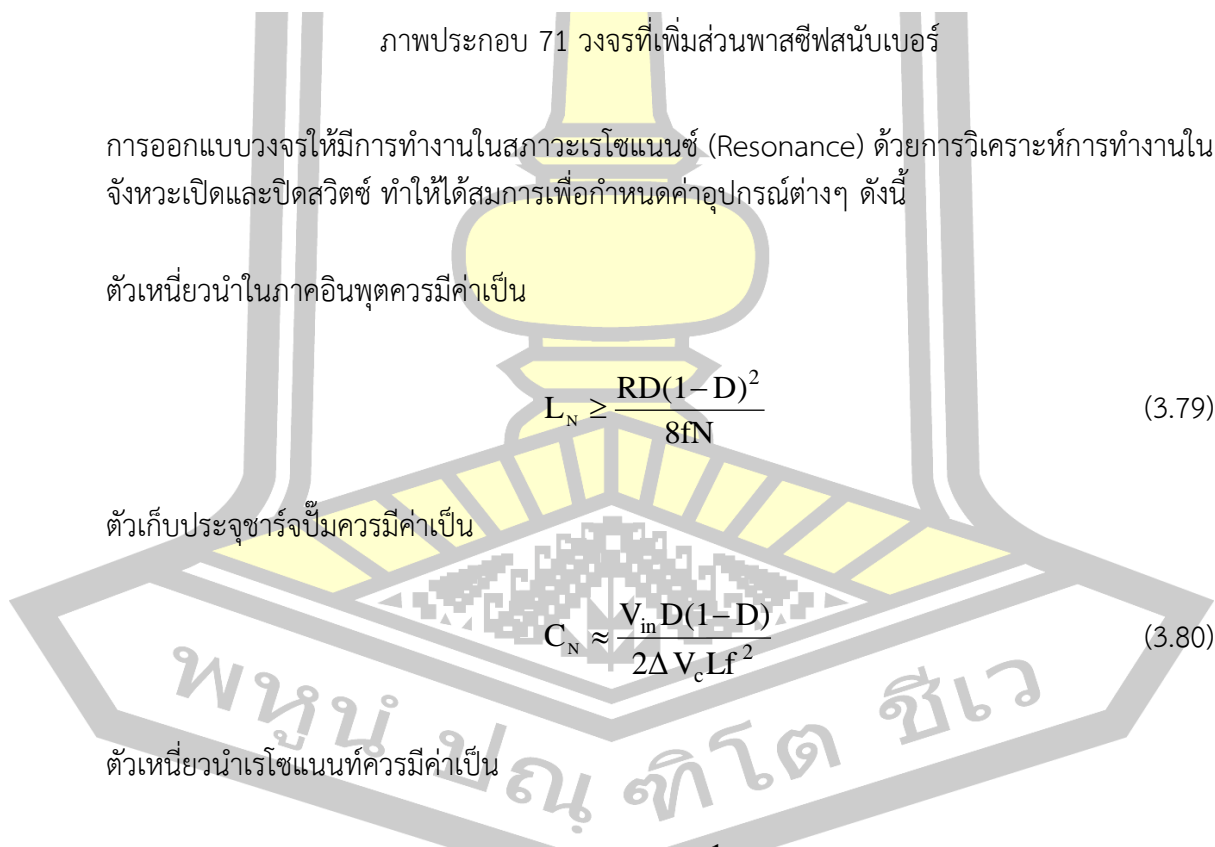 ภาพประกอบ 71 วงจรที่เพิ่มส่วนพาสซีฟสนับเบอร์
การออกแบบวงจรให้มีการทำงานในสภาวะเรโซแนนซ์ (Resonance) ด้วยการวิเคราะห์การทำงานใน
จังหวะเปิดและปิดสวิตซ์ ทำให้ได้สมการเพื่อกำหนดค่าอุปกรณ์ต่างๆ ดังนี้
ตัวเหนี่ยวนำในภาคอินพุตควรมีค่าเป็น
L_N ≥ RD(1−D)² / 8fN (3.79)
ตัวเก็บประจุชาร์จปั๊มควรมีค่าเป็น
C_N ≈ V_in D(1−D) / 2ΔV_c Lf² (3.80)
พหูนํ ปณฺฑิโต ชีเว
ตัวเหนี่ยวนำเรโซแนนท์ควรมีค่าเป็น